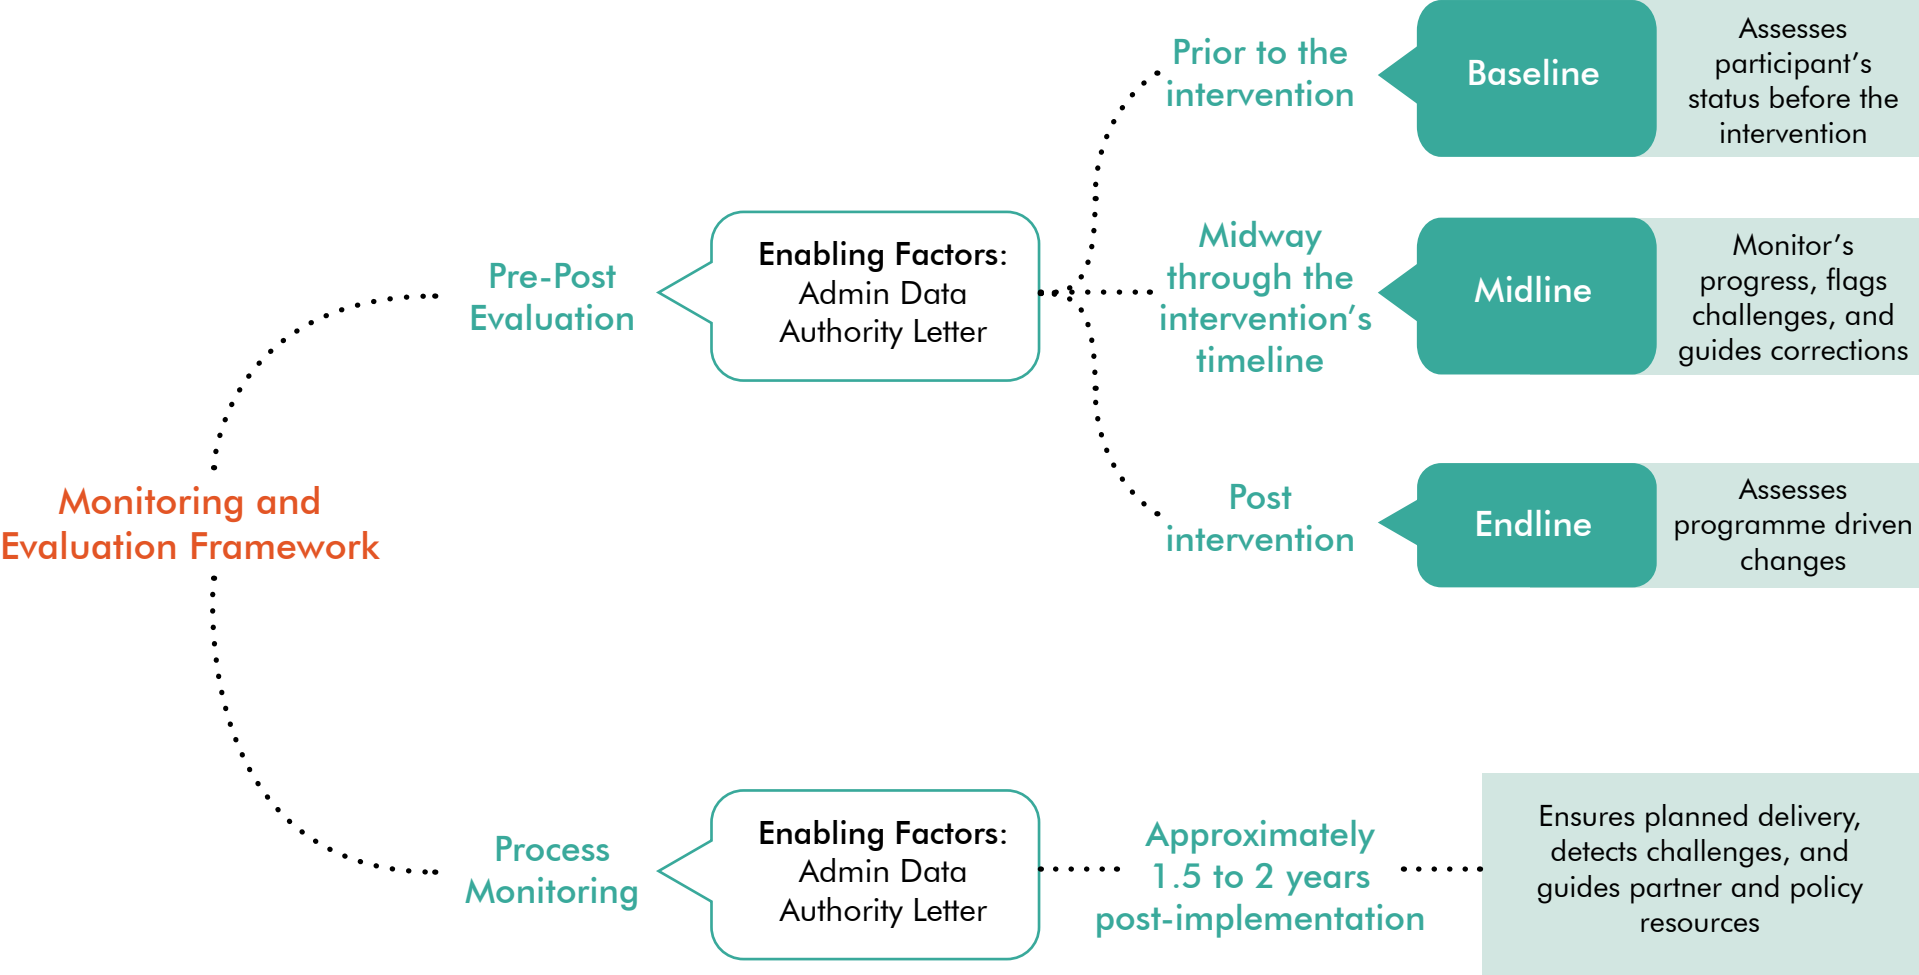 Monitoring and
Evaluation Framework
Pre-Post
Evaluation
Enabling Factors:
Admin Data
Authority Letter
Prior to the
intervention
Baseline
Assesses
participant’s
status before the
intervention
Midway
through the
intervention’s
timeline
Midline
Monitor’s
progress, flags
challenges, and
guides corrections
Post
intervention
Endline
Assesses
programme driven
changes
Process
Monitoring
Enabling Factors:
Admin Data
Authority Letter
Approximately
1.5 to 2 years
post-implementation
Ensures planned delivery,
detects challenges, and
guides partner and policy
resources